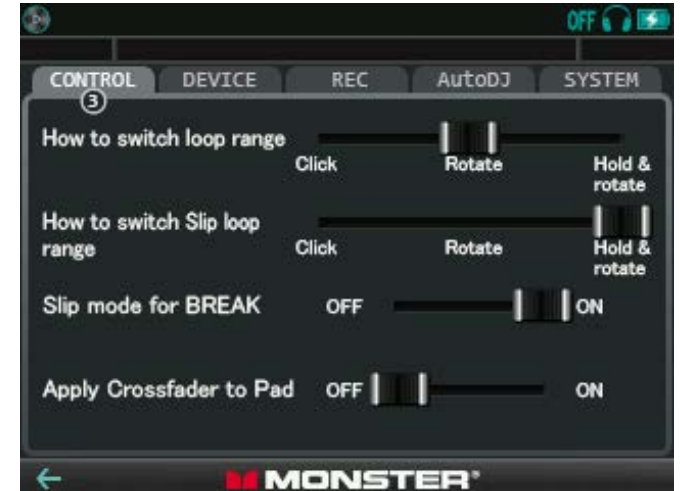 OFF
CONTROL DEVICE REC AutoDJ SYSTEM
3
How to switch loop range
Click Rotate Hold &
rotate
How to switch Slip loop
range
Click Rotate Hold &
rotate
Slip mode for BREAK OFF ON
Apply Crossfader to Pad OFF ON
MONSTER®